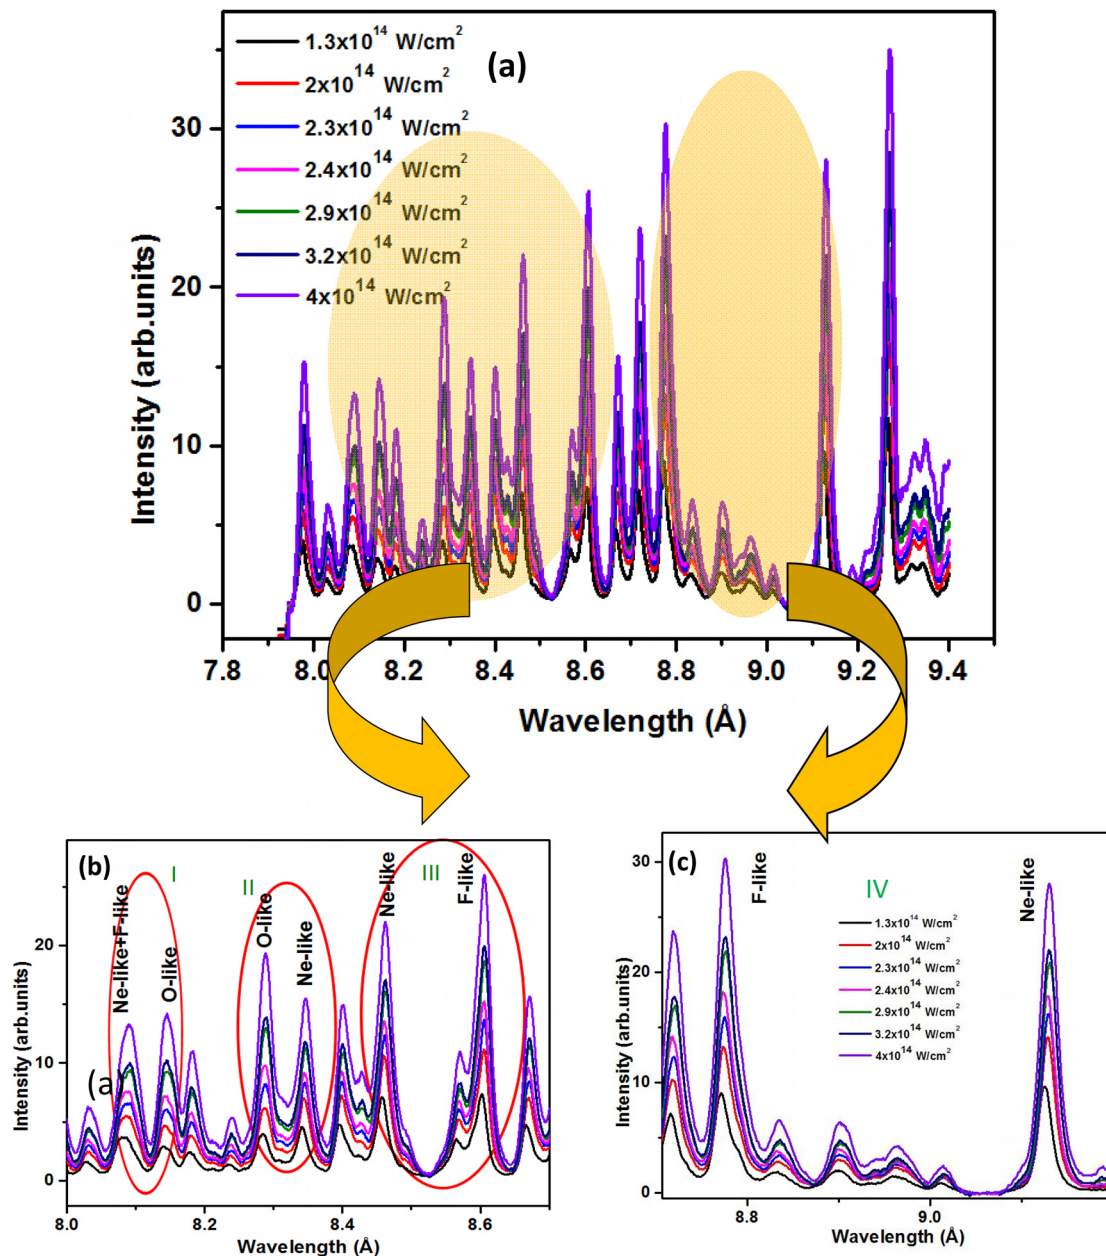 (a)
1.3x10^14 W/cm^2
2x10^14 W/cm^2
2.3x10^14 W/cm^2
2.4x10^14 W/cm^2
2.9x10^14 W/cm^2
3.2x10^14 W/cm^2
4x10^14 W/cm^2
Intensity (arb.units)
30
20
10
0
7.8 8.0 8.2 8.4 8.6 8.8 9.0 9.2 9.4
Wavelength (Å)
(b)
I
II
III
Ne-like+F-like
O-like
O-like
Ne-like
Ne-like
F-like
(a)
Intensity (arb.units)
20
10
0
8.0 8.2 8.4 8.6
Wavelength (Å)
(c)
IV
F-like
Ne-like
1.3x10^14 W/cm^2
2x10^14 W/cm^2
2.3x10^14 W/cm^2
2.4x10^14 W/cm^2
2.9x10^14 W/cm^2
3.2x10^14 W/cm^2
4x10^14 W/cm^2
Intensity (arb.units)
30
20
10
0
8.8 9.0
Wavelength (Å)